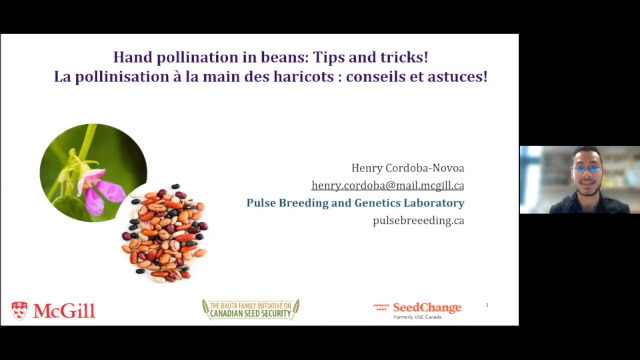 Hand pollination in beans: Tips and tricks!
La pollinisation à la main des haricots : conseils et astuces!
Henry Cordoba-Novoa
henry.cordoba@mail.mcgill.ca
Pulse Breeding and Genetics Laboratory
pulsebreeeding.ca
McGill
THE BAUTA FAMILY INITIATIVE ON
CANADIAN SEED SECURITY
SeedChange
Formerly USC Canada
1